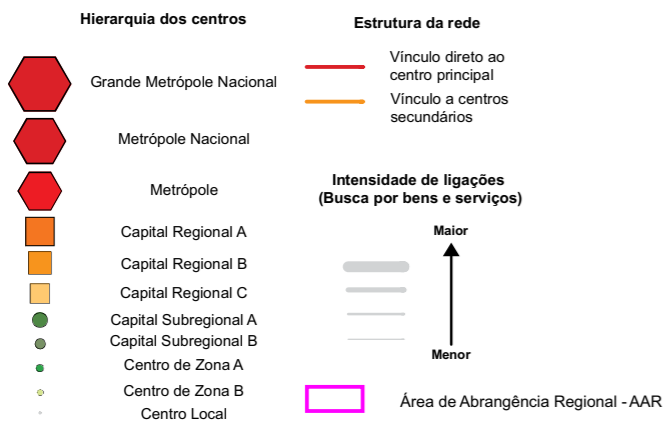 Hierarquia dos centros
Grande Metrópole Nacional
Metrópole Nacional
Metrópole
Capital Regional A
Capital Regional B
Capital Regional C
Capital Subregional A
Capital Subregional B
Centro de Zona A
Centro de Zona B
Centro Local
Estrutura da rede
Vínculo direto ao
centro principal
Vínculo a centros
secundários
Intensidade de ligações
(Busca por bens e serviços)
Maior
Menor
Área de Abrangência Regional - AAR